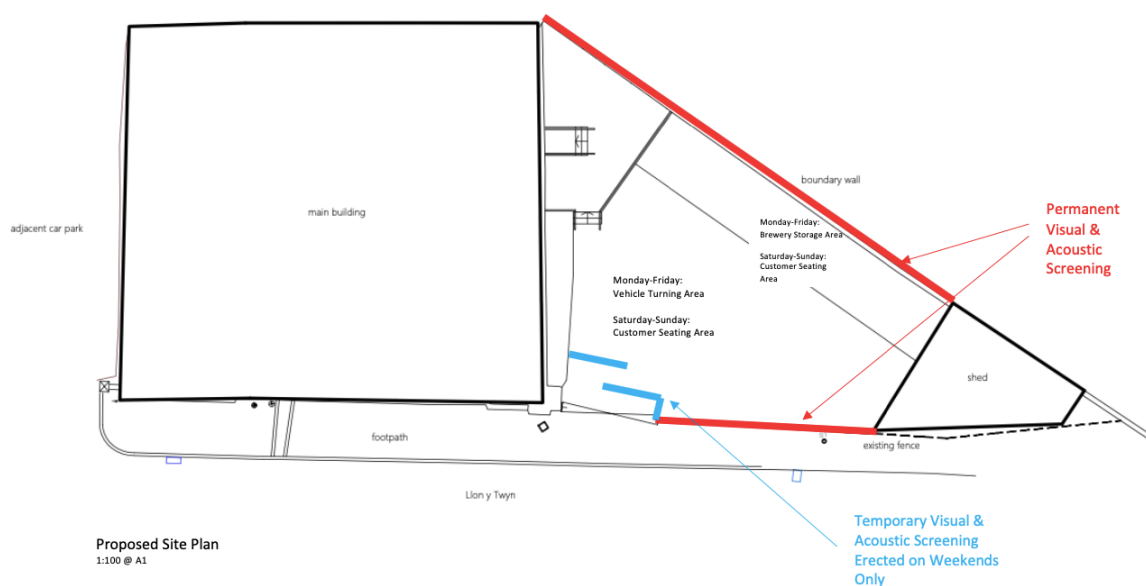 boundary wall
Permanent
Visual &
Acoustic
Screening
main building
adjacent car park
Monday-Friday:
Brewery Storage Area
Saturday-Sunday:
Customer Seating
Area
Monday-Friday:
Vehicle Turning Area
Saturday-Sunday:
Customer Seating Area
shed
footpath
existing fence
Llon y Twyn
Proposed Site Plan
1:100 @ A1
Temporary Visual &
Acoustic Screening
Erected on Weekends
Only